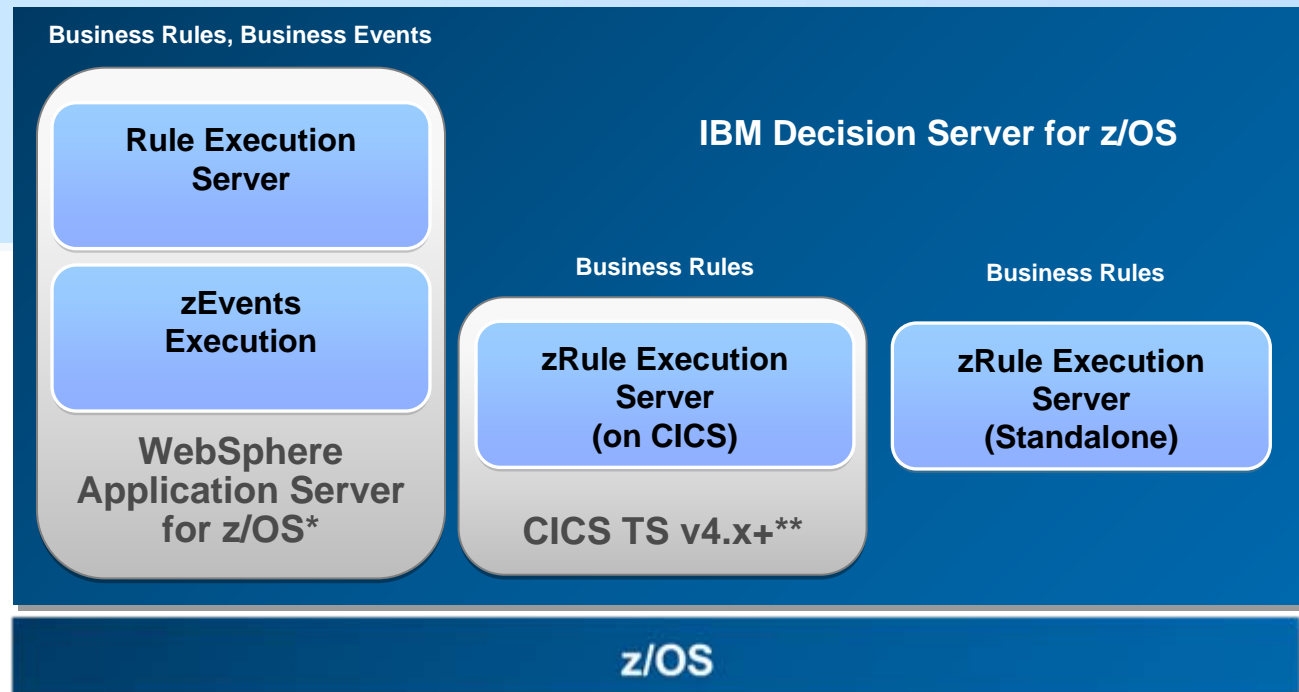 Business Rules, Business Events
Rule Execution
Server
zEvents
Execution
WebSphere
Application Server
for z/OS*
IBM Decision Server for z/OS
Business Rules
zRule Execution
Server
(on CICS)
CICS TS v4.x+**
Business Rules
zRule Execution
Server
(Standalone)
z/OS